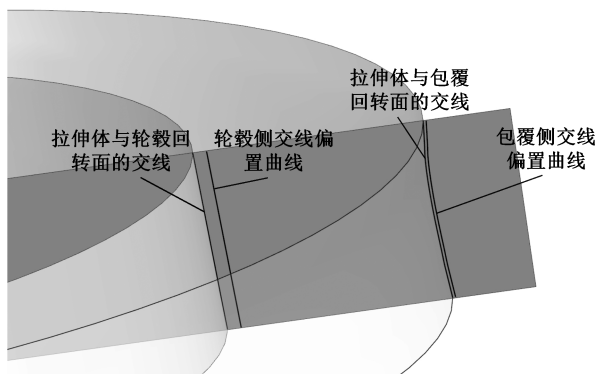 拉伸体与轮毂回
转面的交线
轮毂侧交线偏
置曲线
拉伸体与包覆
回转面的交线
包覆侧交线
偏置曲线